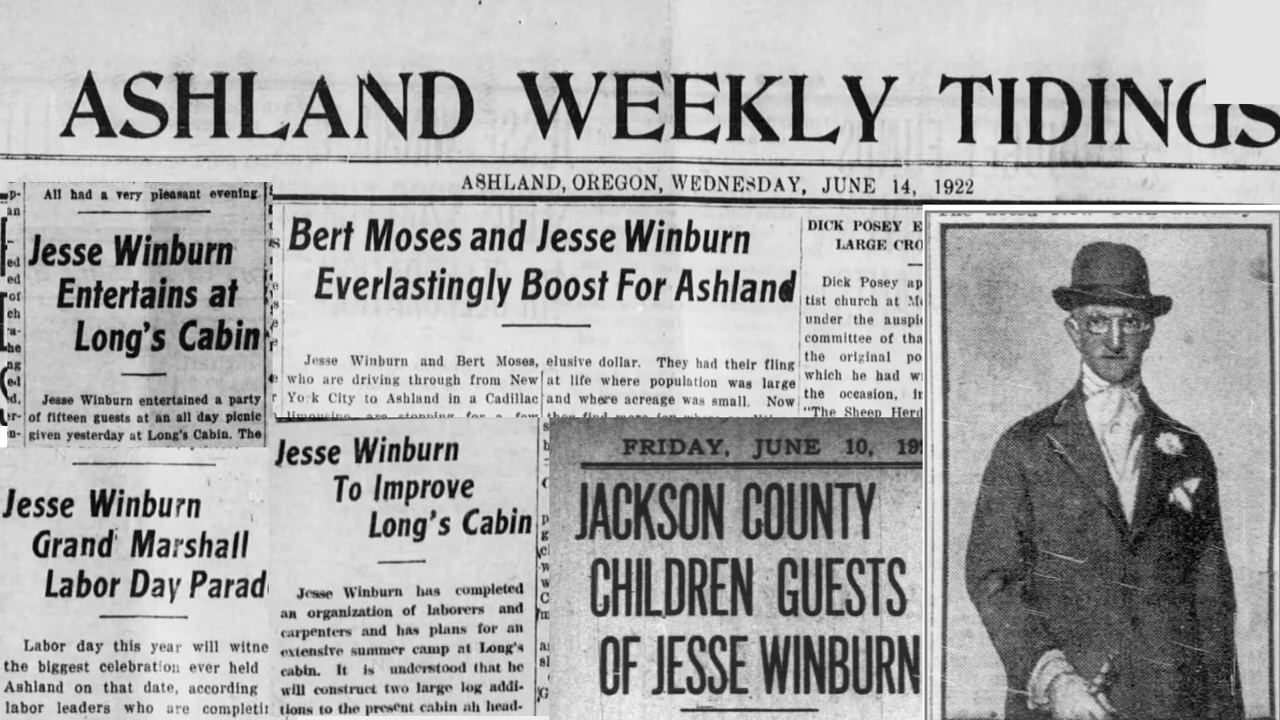 ASHLAND WEEKLY TIDINGS
ASHLAND, OREGON, WEDNESDAY, JUNE 14, 1922
All had a very pleasant evening.
Jesse Winburn
Entertains at
Long's Cabin
Jesse Winburn entertained a party
of fifteen guests at an all day picnic
given yesterday at Long's Cabin. The
Jesse Winburn
Grand Marshall
Labor Day Parad
Labor day this year will witne
the biggest celebration ever held
Ashland on that date, according
labor leaders who are completin
Bert Moses and Jesse Winburn
Everlastingly Boost For Ashland
Jesse Winburn and Bert Moses,
who are driving through from New
York City to Ashland in a Cadillac
limousine, are stopping for a few
elusive dollar. They had their fling
at life where population was large
and where acreage was small. Now
Jesse Winburn
To Improve
Long's Cabin
Jesse Winburn has completed
an organization of laborers and
carpenters and has plans for an
extensive summer camp at Long's
cabin. It is understood that he
will construct two large log addi-
tions to the present cabin ah head-
DICK POSEY E
LARGE CRO
Dick Posey ap
tist church at
under the auspi
committee of tha
the original po
which he had w
the occasion, in
"The Sheep Herd
FRIDAY, JUNE 10, 19
JACKSON COUNTY
CHILDREN GUESTS
OF JESSE WINBURN